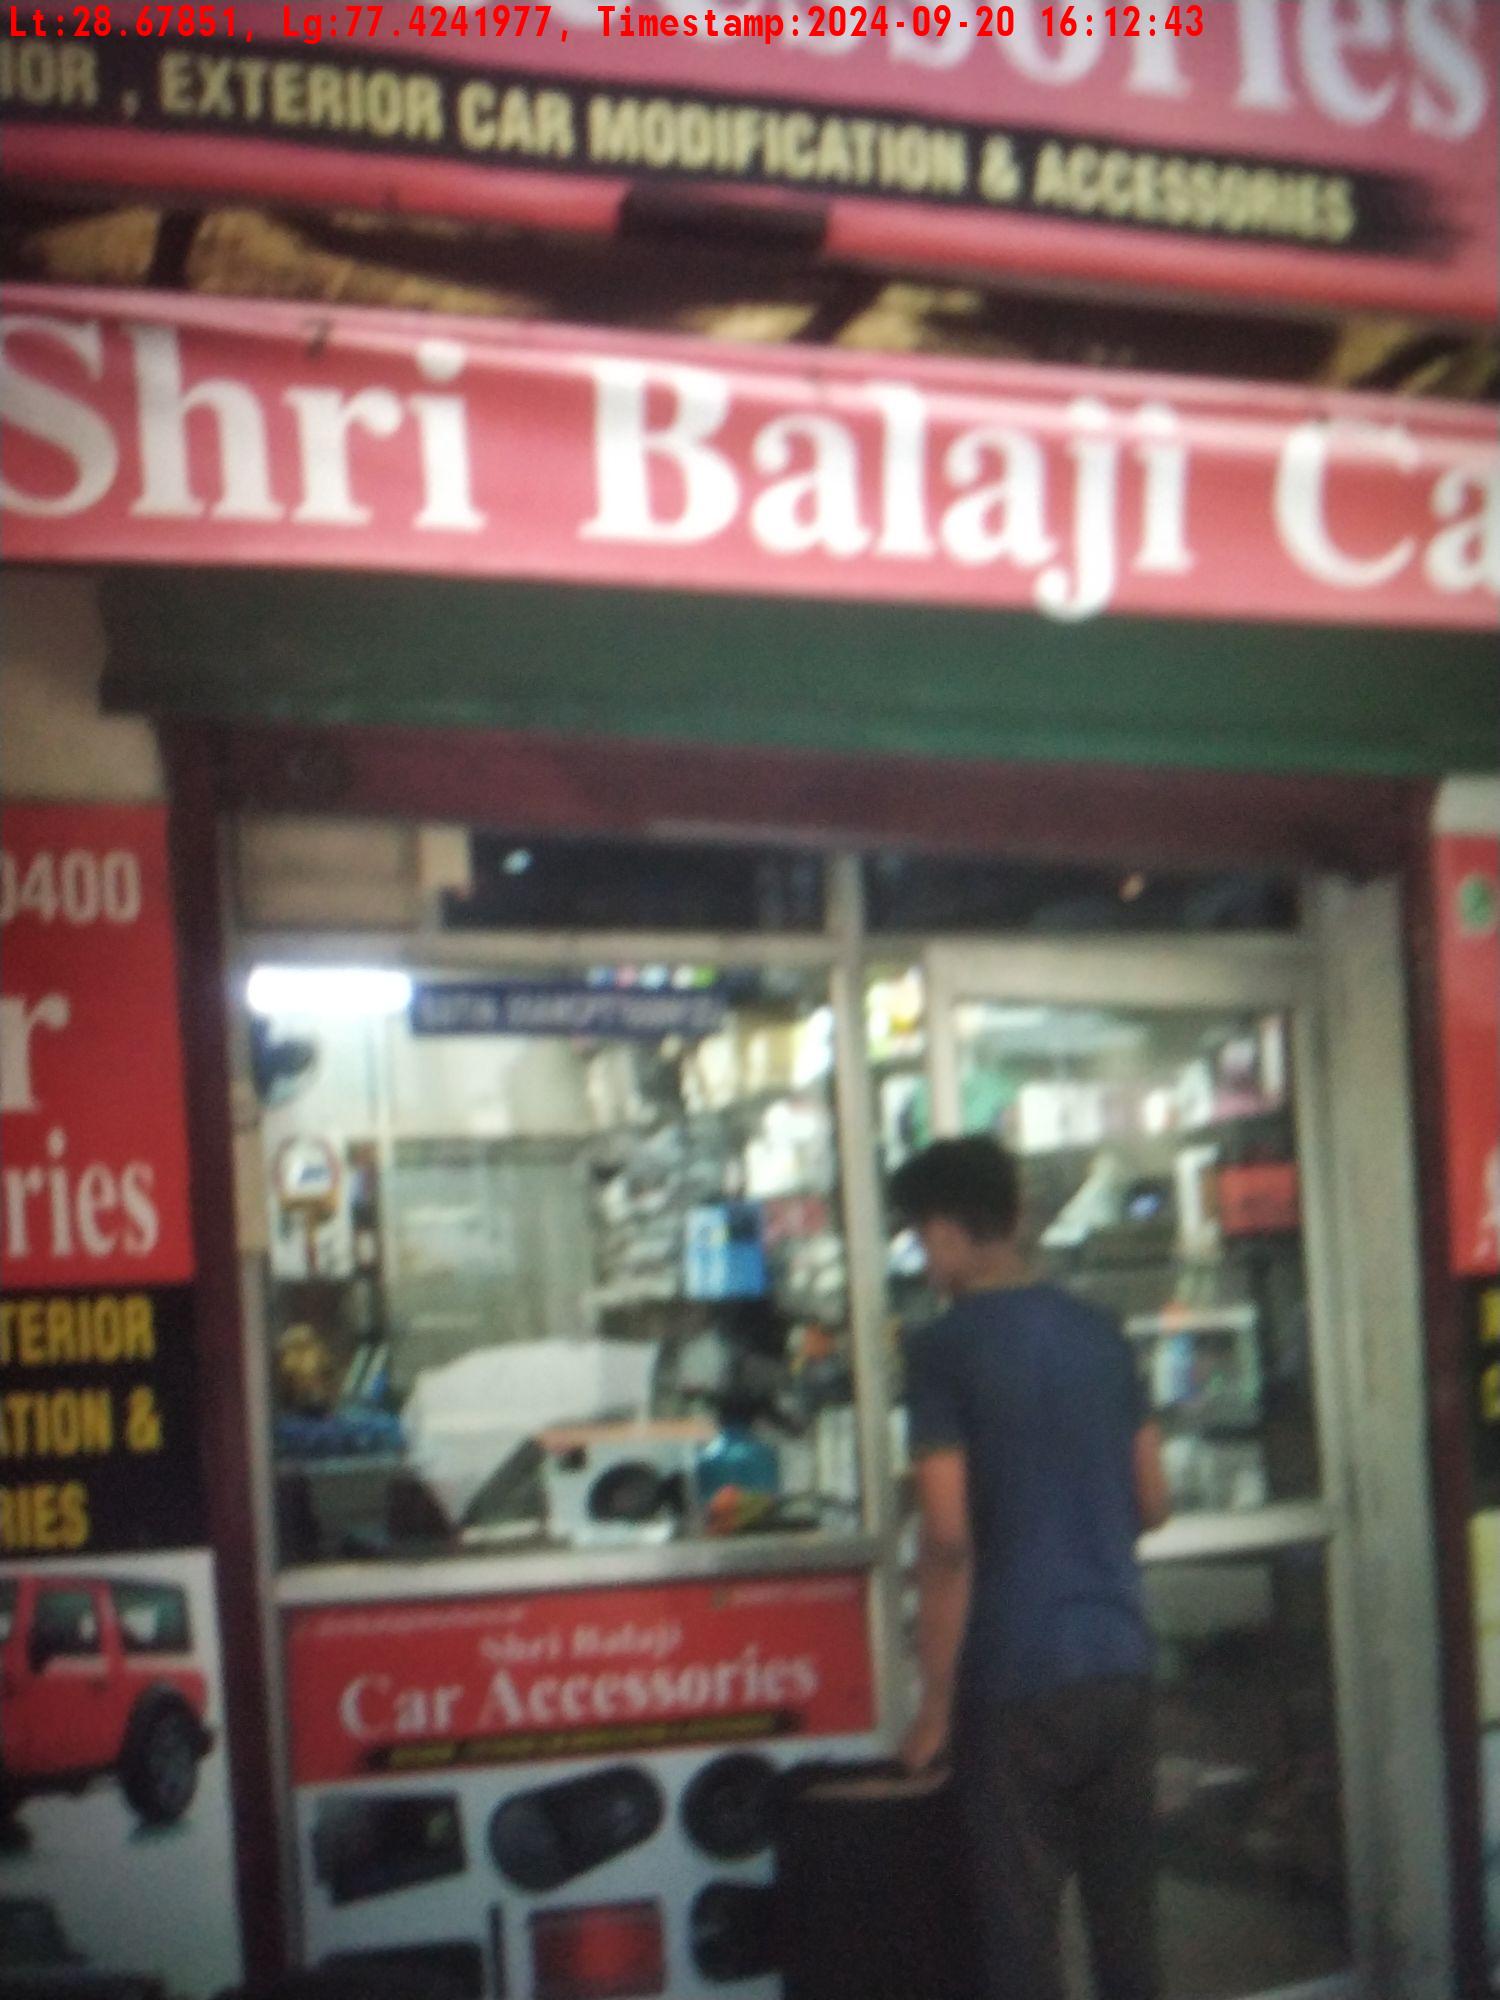 Lt:28.67851, Lg:77.4241977, Timestamp:2024-09-20 16:12:43
ssories
IOR , EXTERIOR CAR MODIFICATION & ACCESSORIES
Shri Balaji Ca
0400
r
ries
TERIOR
ATION &
RIES
Shri Balaji
Car Accessories